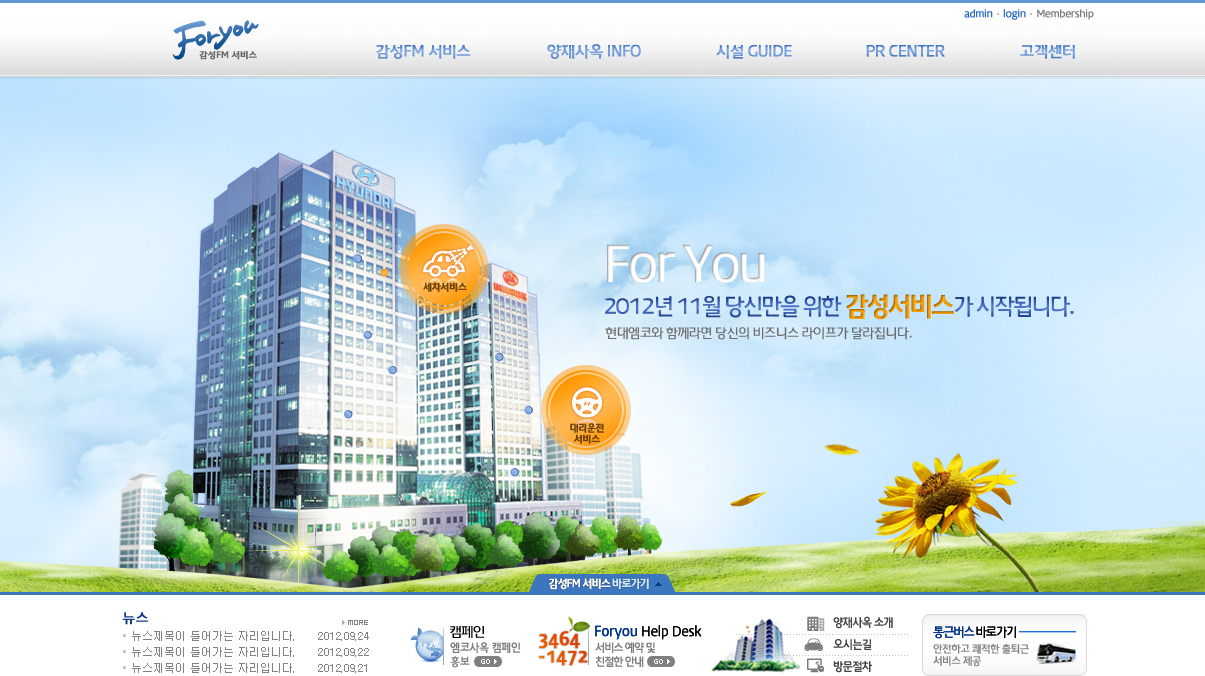 admin · login · Membership
For you
감성FM 서비스
감성FM 서비스
양재사옥 INFO
시설 GUIDE
PR CENTER
고객센터
HYUNDAI
세차서비스
For You
2012년 11월 당신만을 위한 감성서비스가 시작됩니다.
현대엠코와 함께라면 당신의 비즈니스 라이프가 달라집니다.
대리운전
서비스
감성FM 서비스 바로가기
뉴스
MORE
뉴스제목이 들어가는 자리입니다. 2012.09.24
뉴스제목이 들어가는 자리입니다. 2012.09.22
뉴스제목이 들어가는 자리입니다. 2012.09.21
캠페인
엠코사옥 캠페인
홍보 GO
3464
-1472
Foryou Help Desk
서비스 예약 및
친절한 안내 GO
양재사옥 소개
오시는길
방문절차
통근버스 바로가기
안전하고 쾌적한 출퇴근
서비스 제공